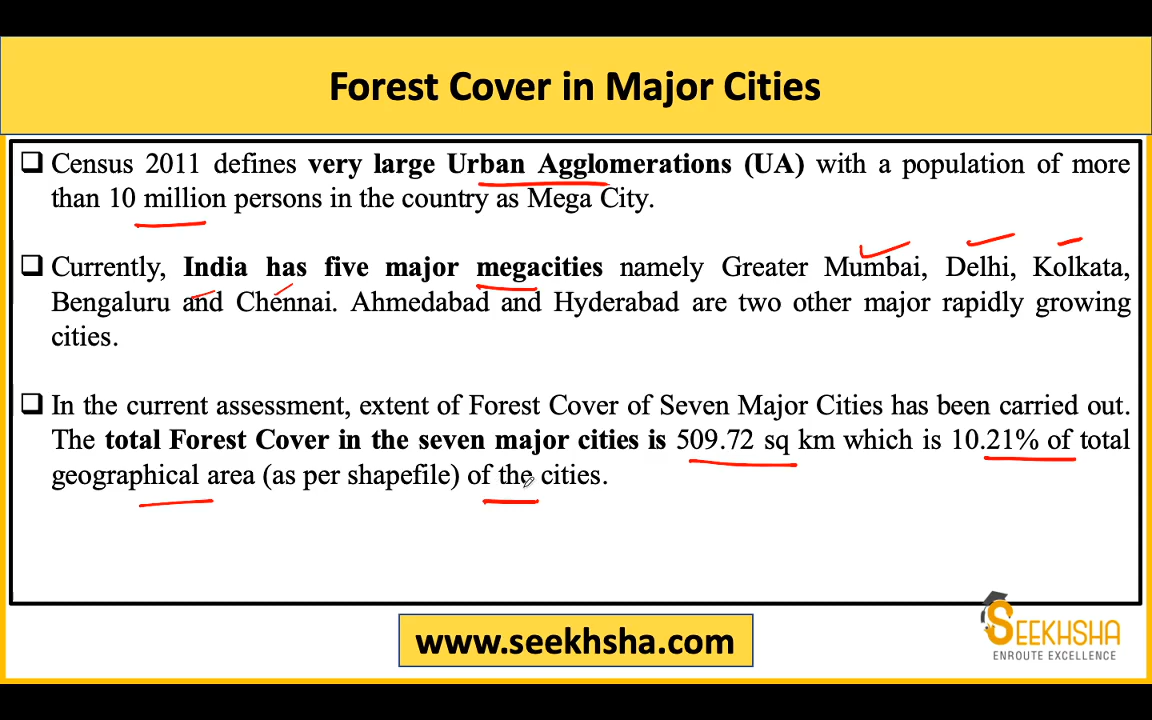 Forest Cover in Major Cities
Census 2011 defines very large Urban Agglomerations (UA) with a population of more
than 10 million persons in the country as Mega City.
Currently, India has five major megacities namely Greater Mumbai, Delhi, Kolkata,
Bengaluru and Chennai. Ahmedabad and Hyderabad are two other major rapidly growing
cities.
In the current assessment, extent of Forest Cover of Seven Major Cities has been carried out.
The total Forest Cover in the seven major cities is 509.72 sq km which is 10.21% of total
geographical area (as per shapefile) of the cities.
www.seekhsha.com
SEEKHSHA
ENROUTE EXCELLENCE